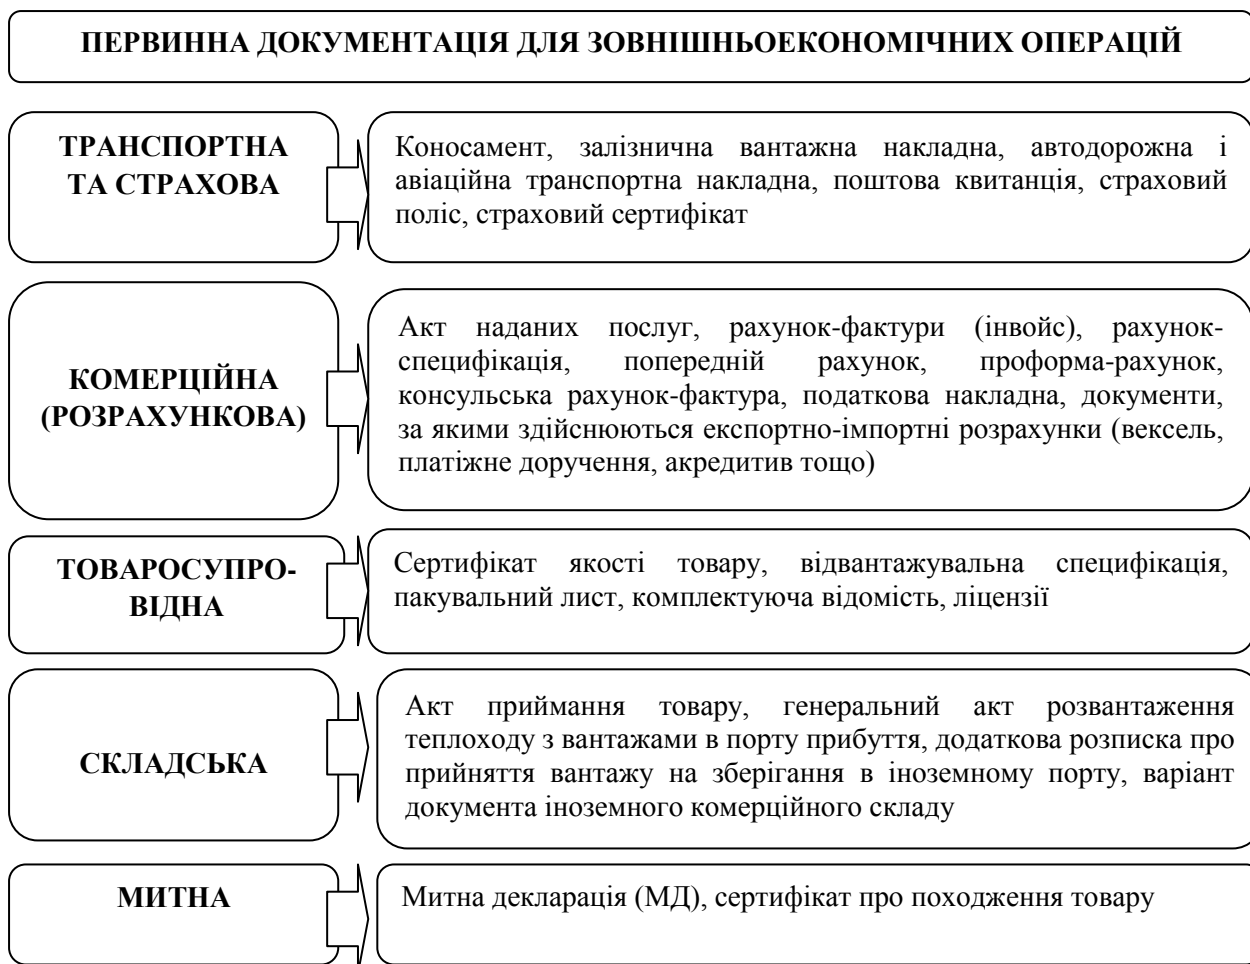 ПЕРВИННА ДОКУМЕНТАЦІЯ ДЛЯ ЗОВНІШНЬОЕКОНОМІЧНИХ ОПЕРАЦІЙ
ТРАНСПОРТНА
ТА СТРАХОВА
Коносамент, залізнична вантажна накладна, автодорожна і
авіаційна транспортна накладна, поштова квитанція, страховий
поліс, страховий сертифікат
КОМЕРЦІЙНА
(РОЗРАХУНКОВА)
Акт наданих послуг, рахунок-фактури (інвойс), рахунок-
специфікація, попередній рахунок, проформа-рахунок,
консульська рахунок-фактура, податкова накладна, документи,
за якими здійснюються експортно-імпортні розрахунки (вексель,
платіжне доручення, акредитив тощо)
ТОВАРОСУПРО-
ВІДНА
Сертифікат якості товару, відвантажувальна специфікація,
пакувальний лист, комплектуюча відомість, ліцензії
СКЛАДСЬКА
Акт приймання товару, генеральний акт розвантаження
теплоходу з вантажами в порту прибуття, додаткова розписка про
прийняття вантажу на зберігання в іноземному порту, варіант
документа іноземного комерційного складу
МИТНА
Митна декларація (МД), сертифікат про походження товару